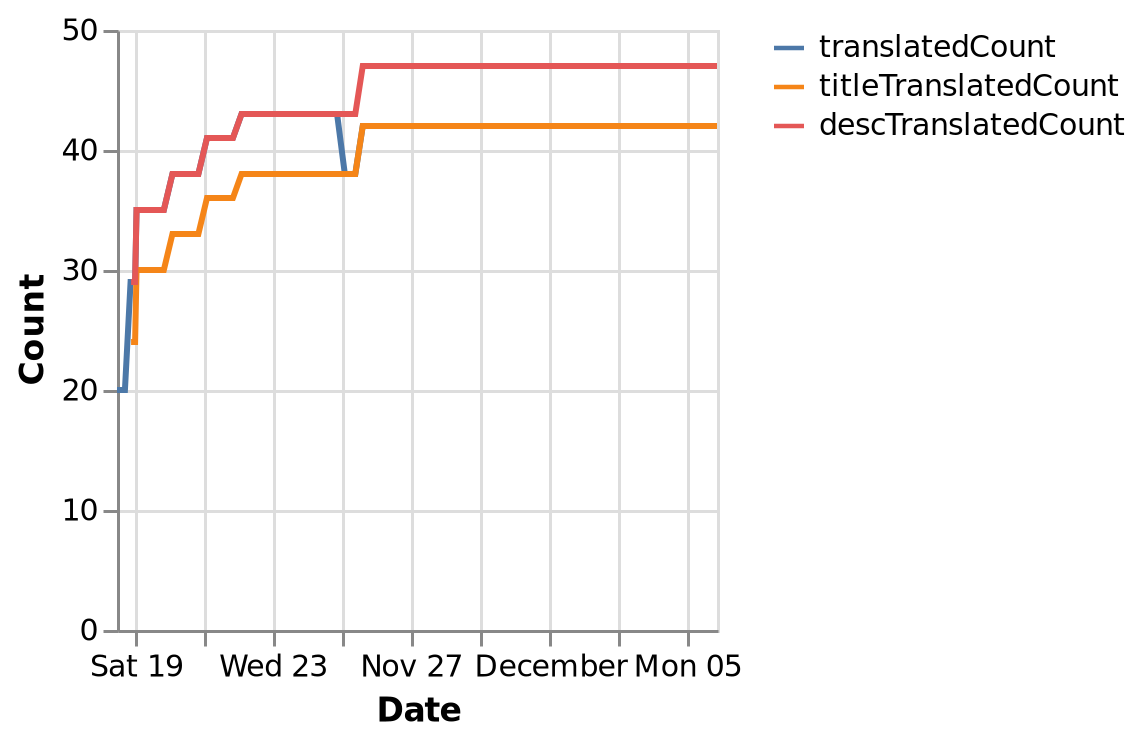 50
40
30
20
10
0
Count
Sat 19
Wed 23
Nov 27
December
Mon 05
Date
translatedCount
titleTranslatedCount
descTranslatedCount